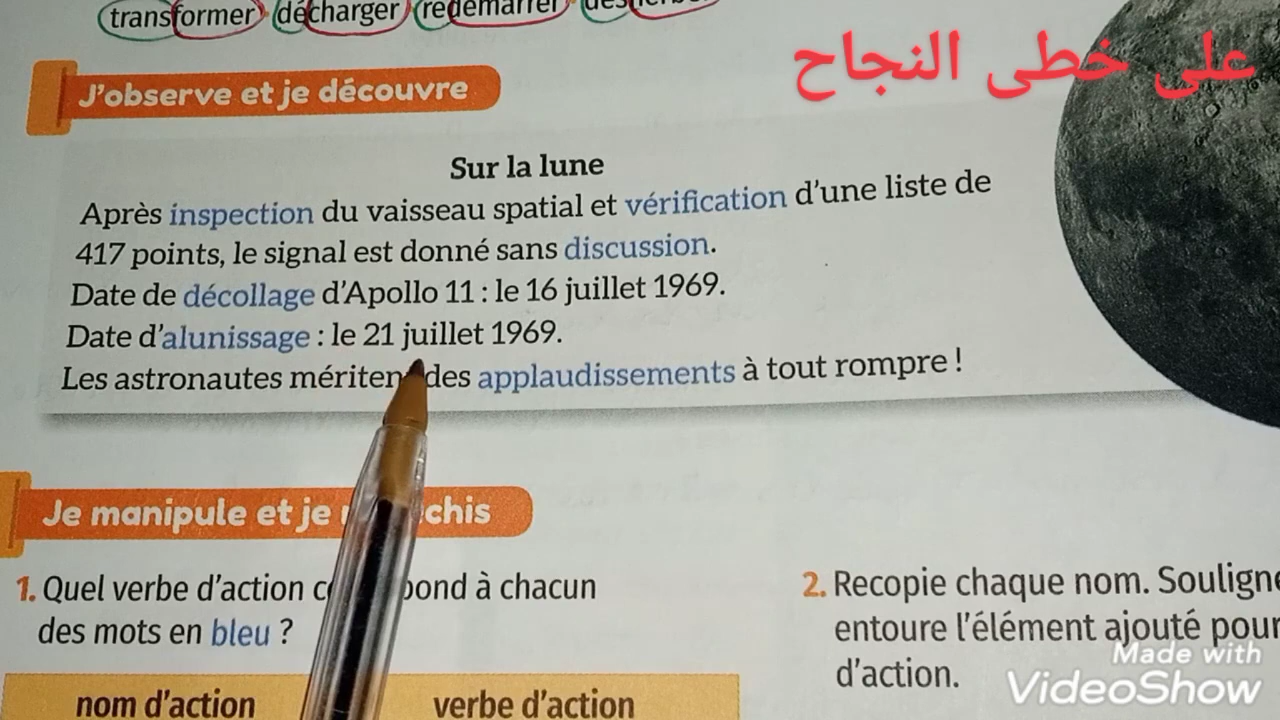 transformer décharger redémarrer
على خطى النجاح
J'observe et je découvre
Sur la lune
Après inspection du vaisseau spatial et vérification d'une liste de
417 points, le signal est donné sans discussion.
Date de décollage d'Apollo 11 : le 16 juillet 1969.
Date d'alunissage : le 21 juillet 1969.
Les astronautes méritent des applaudissements à tout rompre !
Je manipule et je chis
1. Quel verbe d'action c pond à chacun
des mots en bleu ?
nom d'action verbe d'action
2. Recopie chaque nom. Souligne
entoure l'élément ajouté pour
d'action.
Made with
VideoShow